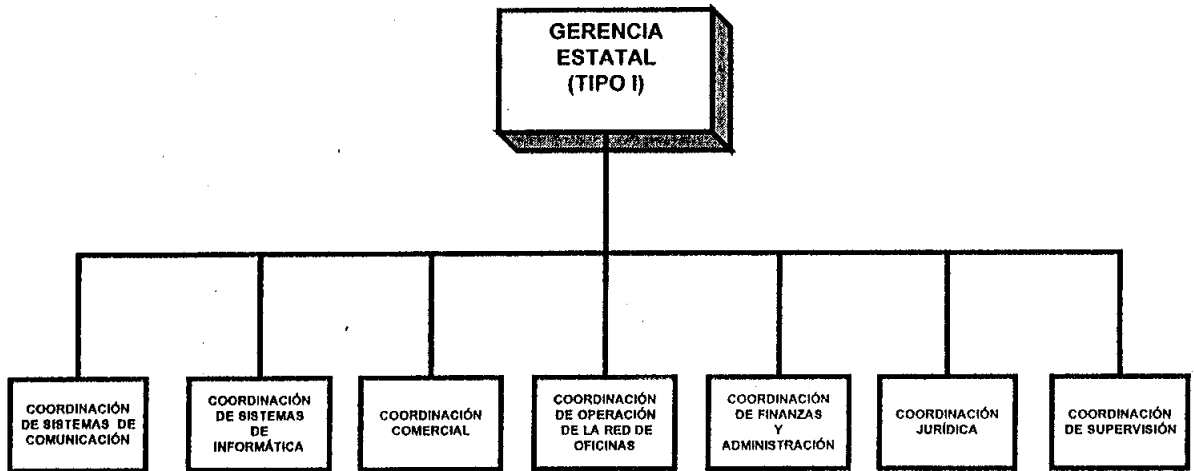 GERENCIA
ESTATAL
(TIPO I)
COORDINACIÓN
DE SISTEMAS DE
COMUNICACIÓN
COORDINACIÓN
DE SISTEMAS
DE
INFORMÁTICA
COORDINACIÓN
COMERCIAL
COORDINACIÓN
DE OPERACIÓN
DE LA RED DE
OFICINAS
COORDINACIÓN
DE FINANZAS
Y
ADMINISTRACIÓN
COORDINACIÓN
JURÍDICA
COORDINACIÓN
DE SUPERVISIÓN